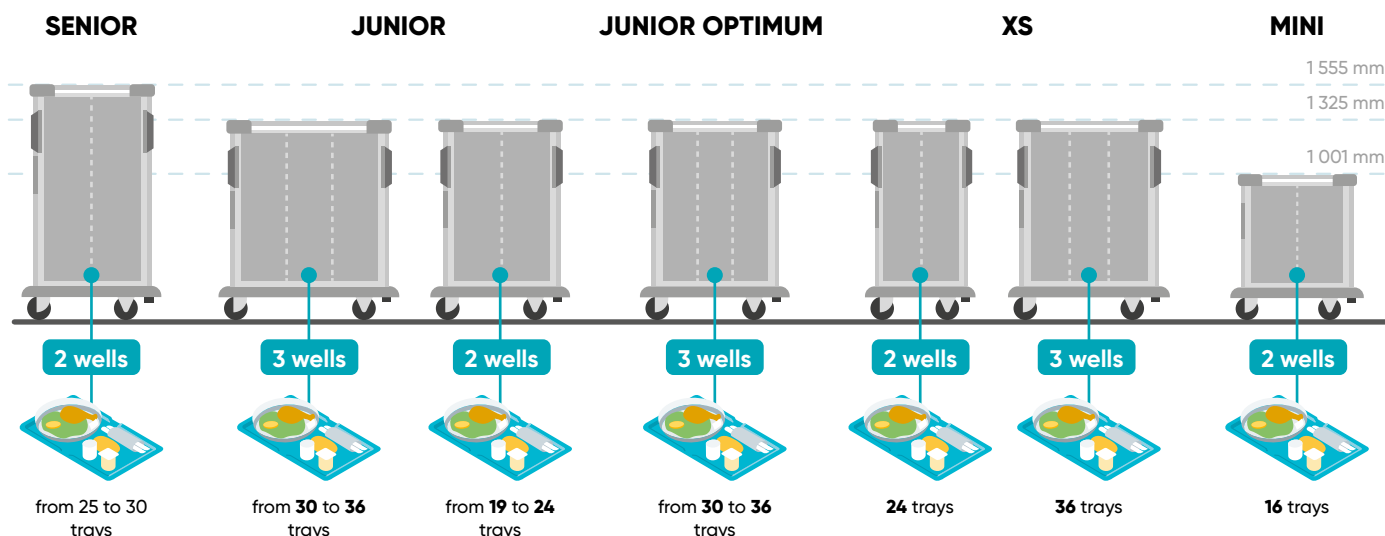 SENIOR JUNIOR JUNIOR OPTIMUM XS MINI
1 555 mm
1 325 mm
1 001 mm
2 wells 3 wells 2 wells 3 wells 2 wells 3 wells 2 wells
from 25 to 30 from 30 to 36 from 19 to 24 from 30 to 36 24 trays 36 trays 16 trays
trays trays trays trays